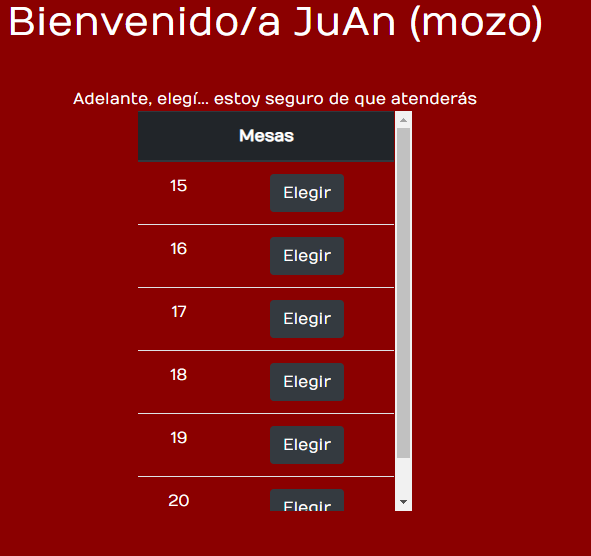 Bienvenido/a JuAn (mozo)
Adelante, elegí... estoy seguro de que atenderás
Mesas
15 Elegir
16 Elegir
17 Elegir
18 Elegir
19 Elegir
20 Elegir